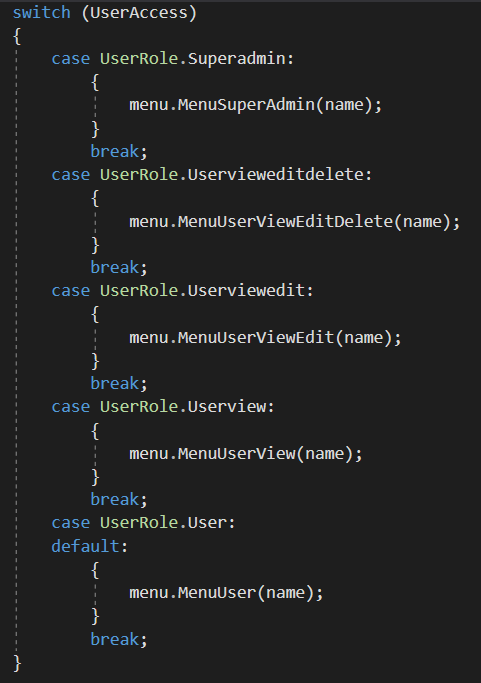 switch (UserAccess)
{
    case UserRole.Superadmin:
        {
            menu.MenuSuperAdmin(name);
        }
        break;
    case UserRole.Uservieweditdelete:
        {
            menu.MenuUserViewEditDelete(name);
        }
        break;
    case UserRole.Userviewedit:
        {
            menu.MenuUserViewEdit(name);
        }
        break;
    case UserRole.Userview:
        {
            menu.MenuUserView(name);
        }
        break;
    case UserRole.User:
    default:
        {
            menu.MenuUser(name);
        }
        break;
}